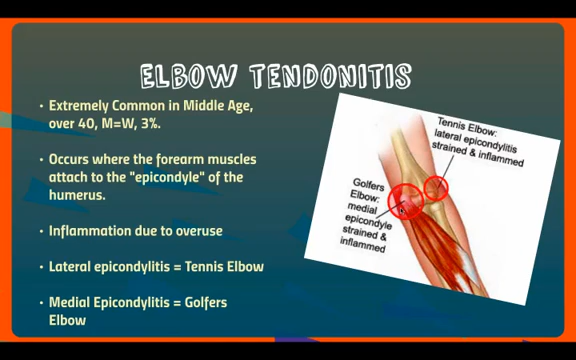 ELBOW TENDONITIS
• Extremely Common in Middle Age,
over 40, M=W, 3%.
• Occurs where the forearm muscles
attach to the "epicondyle" of the
humerus.
• Inflammation due to overuse
• Lateral epicondylitis = Tennis Elbow
• Medial Epicondylitis = Golfers
Elbow
Tennis Elbow:
lateral epicondylitis
strained & inflammed
Golfers
Elbow:
medial
epicondyle
strained &
inflammed